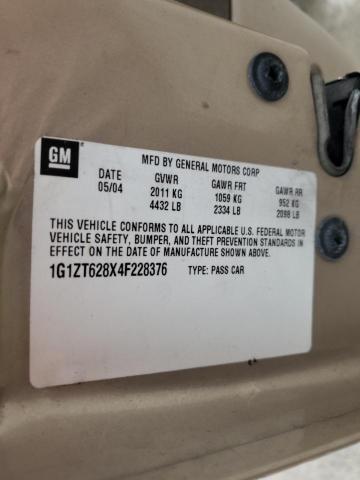 GM
MFD BY GENERAL MOTORS CORP
DATE GVWR GAWR FRT GAWR RR
05/04 2011 KG 1059 KG 952 KG
4432 LB 2334 LB 2098 LB
THIS VEHICLE CONFORMS TO ALL APPLICABLE U.S. FEDERAL MOTOR
VEHICLE SAFETY, BUMPER, AND THEFT PREVENTION STANDARDS IN
EFFECT ON THE DATE OF MANUFACTURE SHOWN ABOVE.
1G1ZT628X4F228376 TYPE: PASS CAR